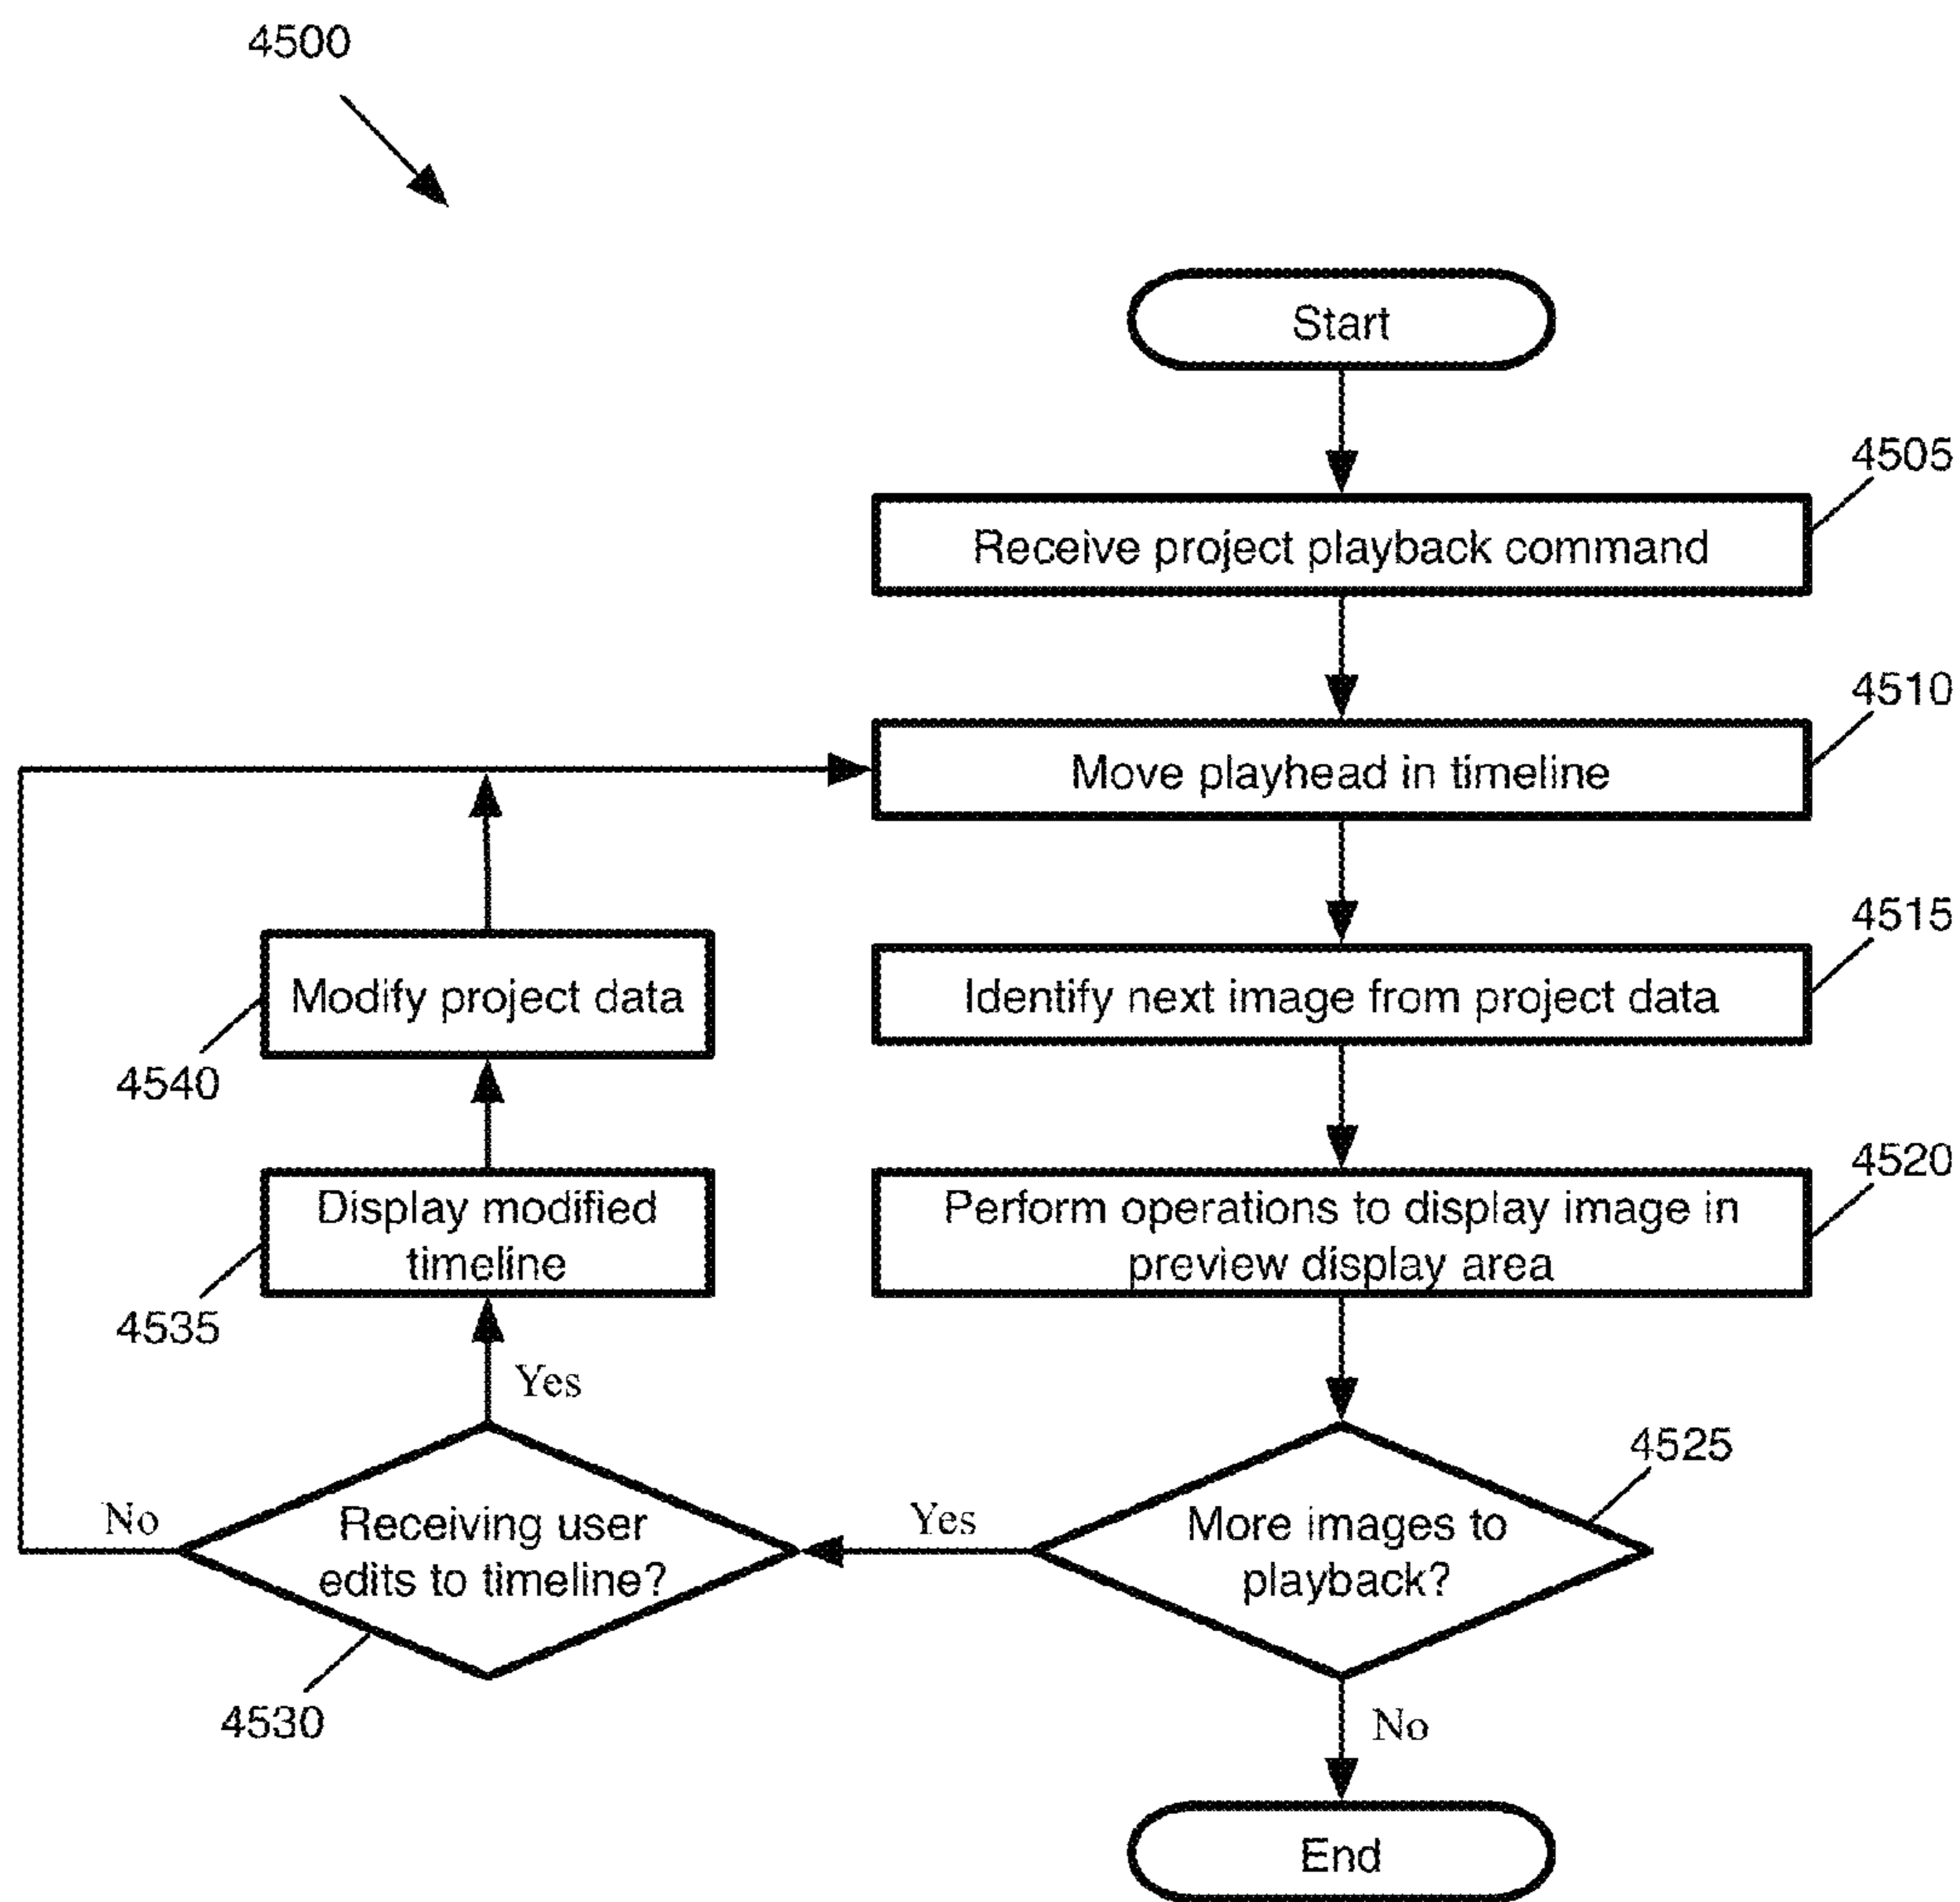 4500
Start
4505
Receive project playback command
4510
Move playhead in timeline
4515
Identify next image from project data
Modify project data
4540
4520
Perform operations to display image in
preview display area
Display modified
timeline
4535
Yes
4525
No
Receiving user
edits to timeline?
Yes
More images to
playback?
4530
No
End